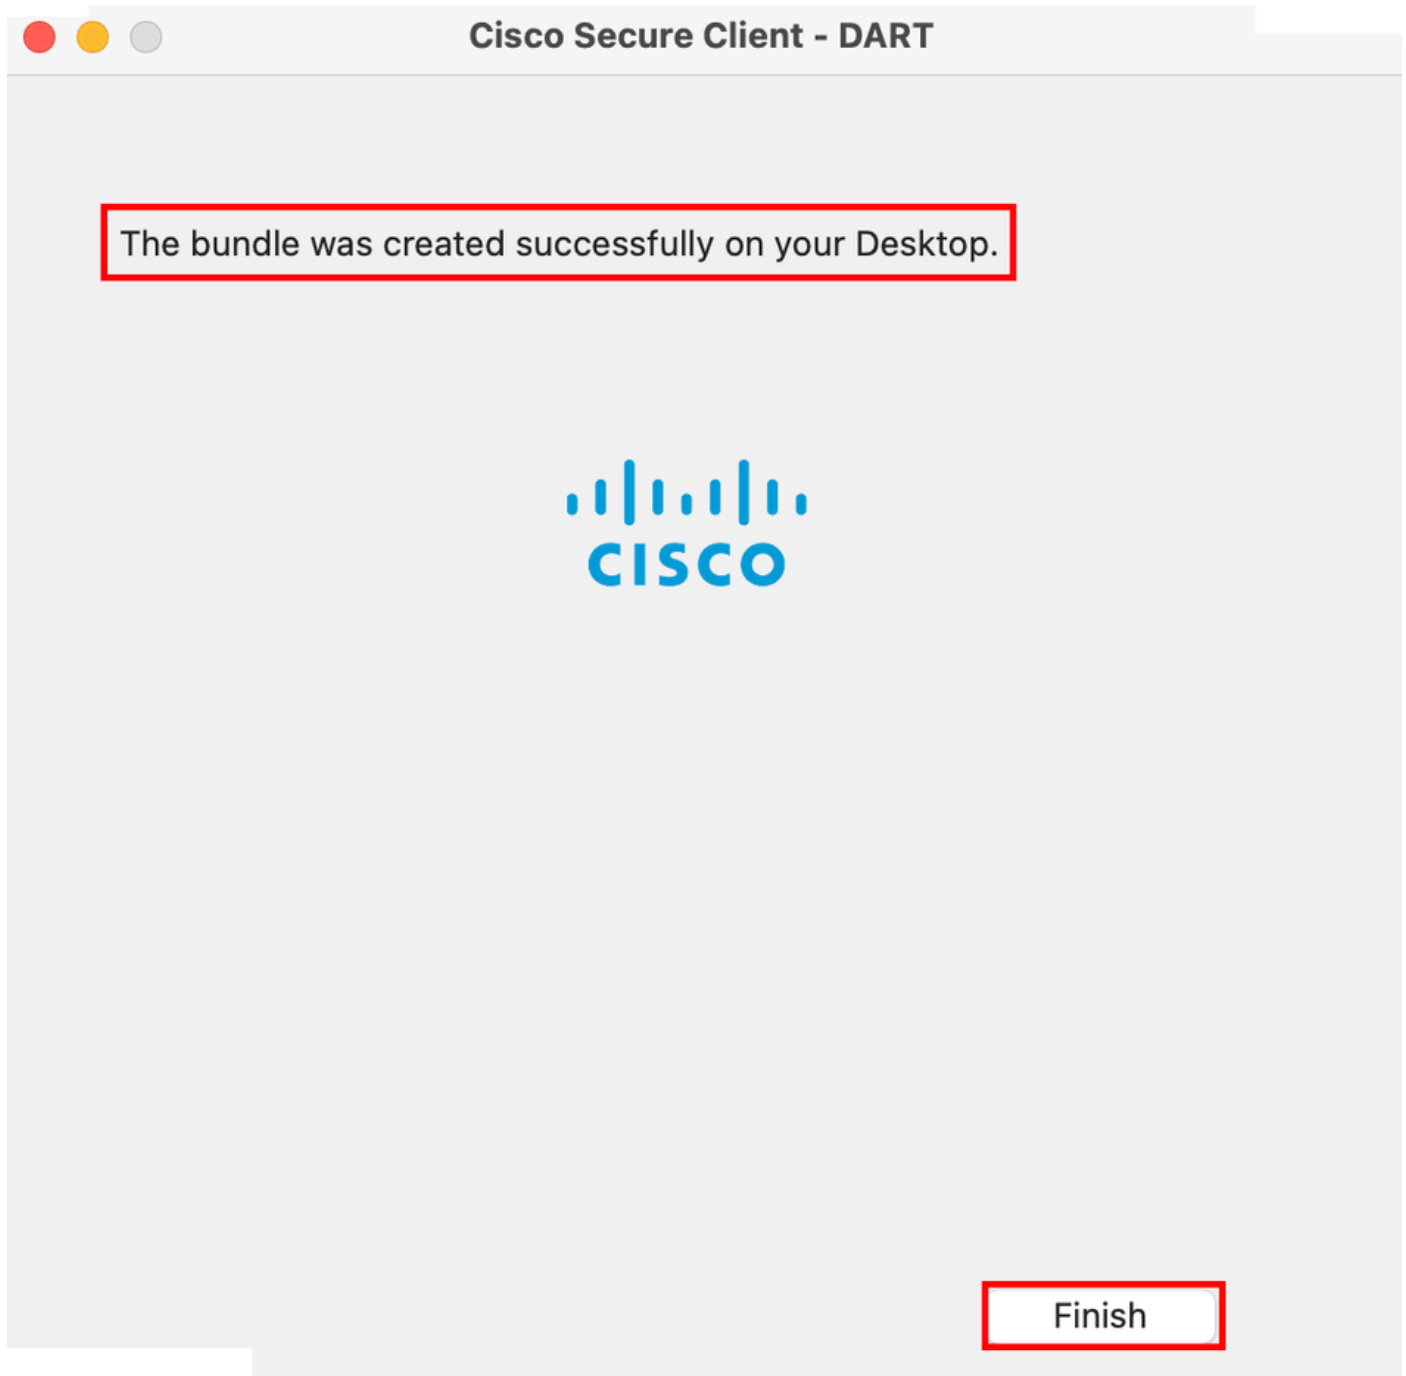 Cisco Secure Client - DART
The bundle was created successfully on your Desktop.
CISCO
Finish